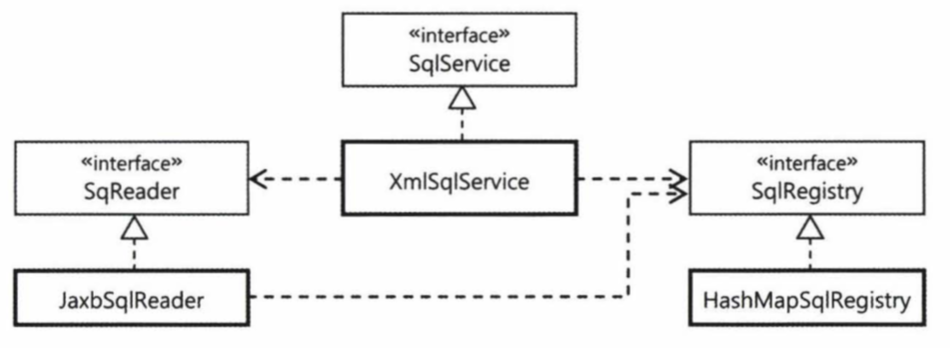 «interface»
SqlService
«interface»
SqReader
XmlSqlService
«interface»
SqlRegistry
JaxbSqlReader
HashMapSqlRegistry